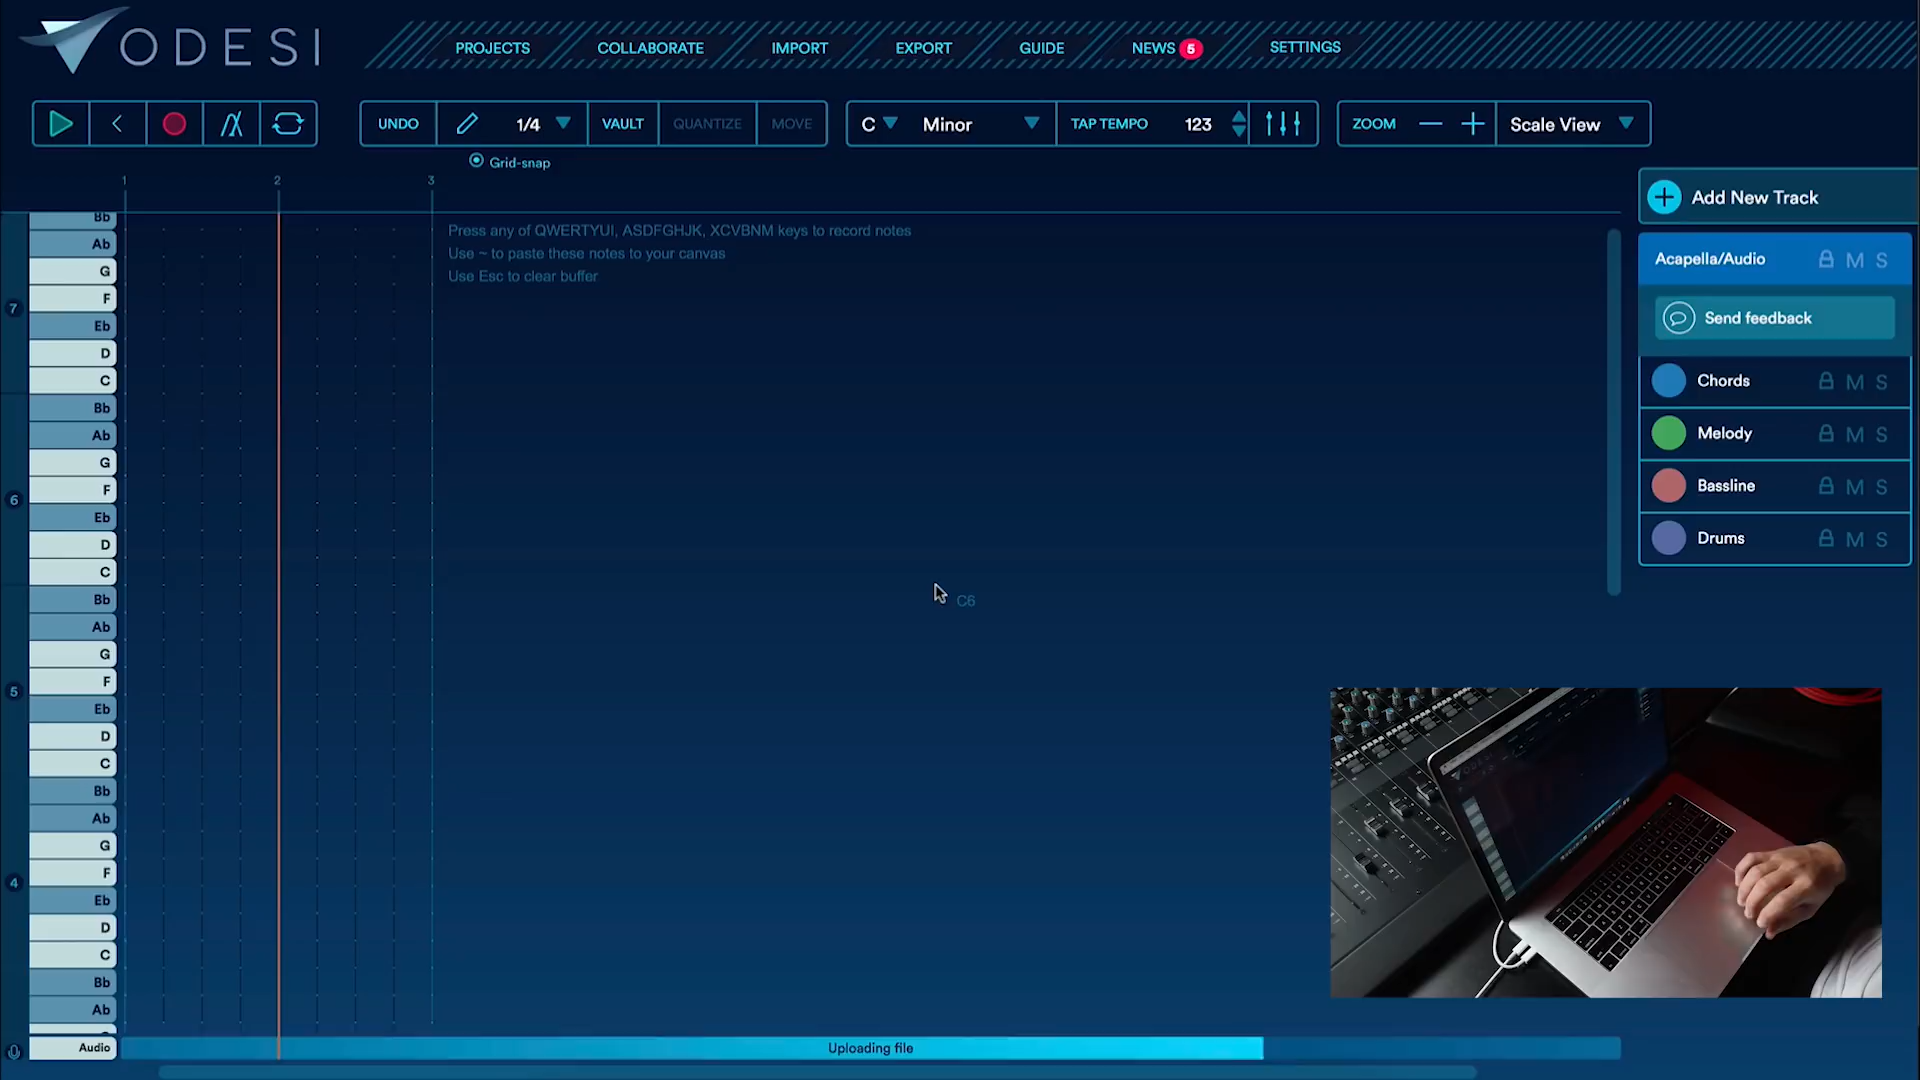 ODESI
PROJECTS
COLLABORATE
IMPORT
EXPORT
GUIDE
NEWS 5
SETTINGS
UNDO
1/4
VAULT
QUANTIZE
MOVE
C
Minor
TAP TEMPO
123
ZOOM
Scale View
Grid-snap
1
2
3
Add New Track
Press any of QWERTYUI, ASDFGHJK, XCVBNM keys to record notes
Use ~ to paste these notes to your canvas
Use Esc to clear buffer
Acapella/Audio M S
Send feedback
Chords M S
Melody M S
Bassline M S
Drums M S
Bb
Ab
G
7
F
Eb
D
C
Bb
Ab
G
6
F
Eb
D
C
C6
Bb
Ab
G
5
F
Eb
D
C
Bb
Ab
G
F
4
Eb
D
C
Bb
Ab
Audio
Uploading file